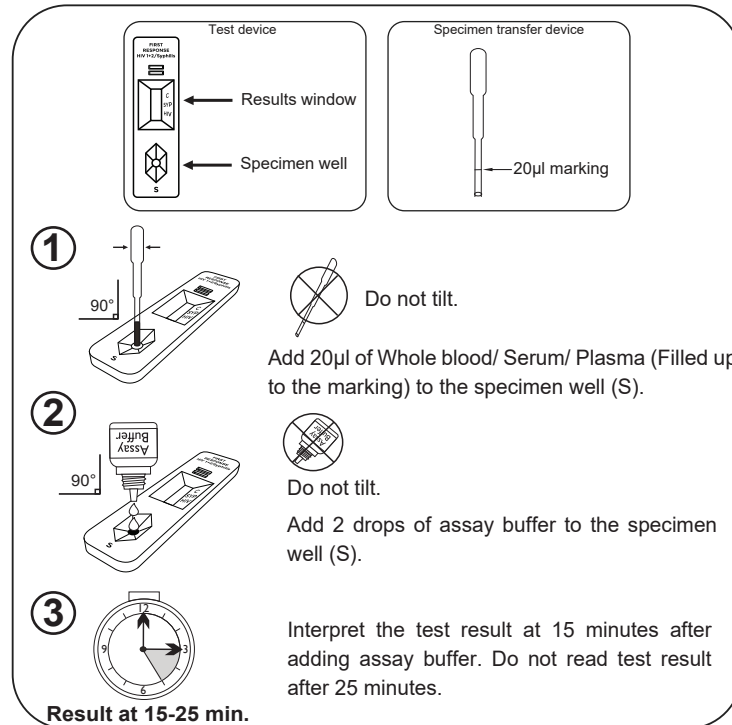 Test device
FIRST
RESPONSE
HIV 1+2/Syphilis
C
SYP
HIV
Results window
Specimen well
S
Specimen transfer device
20µl marking
1
90°
S
Do not tilt.
Add 20µl of Whole blood/ Serum/ Plasma (Filled up
to the marking) to the specimen well (S).
2
Assay
Buffer
90°
S
Assay
Buffer
Do not tilt.
Add 2 drops of assay buffer to the specimen
well (S).
3
12
9
3
6
Interpret the test result at 15 minutes after
adding assay buffer. Do not read test result
after 25 minutes.
Result at 15-25 min.